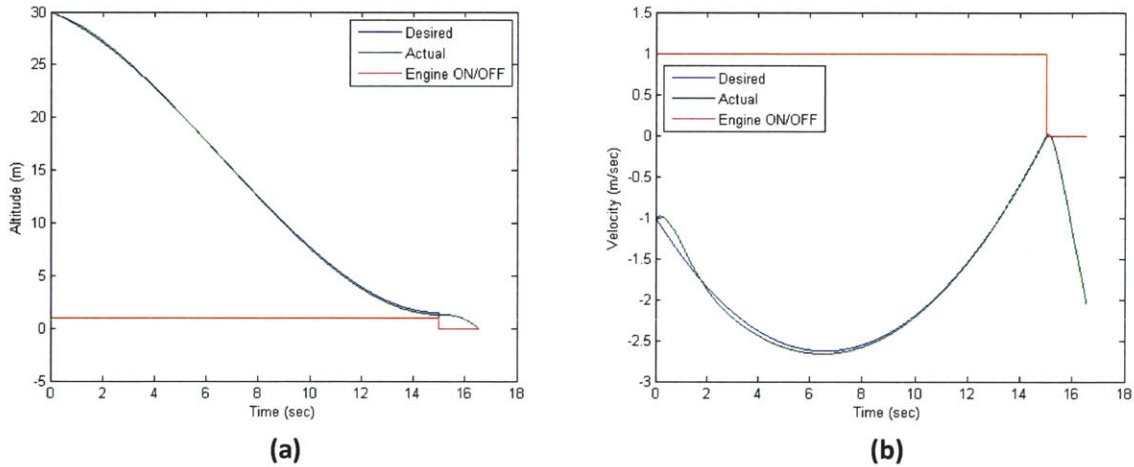 30
25
20
15
10
5
0
-5
Altitude (m)
Desired
Actual
Engine ON/OFF
0 2 4 6 8 10 12 14 16 18
Time (sec)
(a)
1.5
1
0.5
0
-0.5
-1
-1.5
-2
-2.5
-3
Velocity (m/sec)
Desired
Actual
Engine ON/OFF
0 2 4 6 8 10 12 14 16 18
Time (sec)
(b)